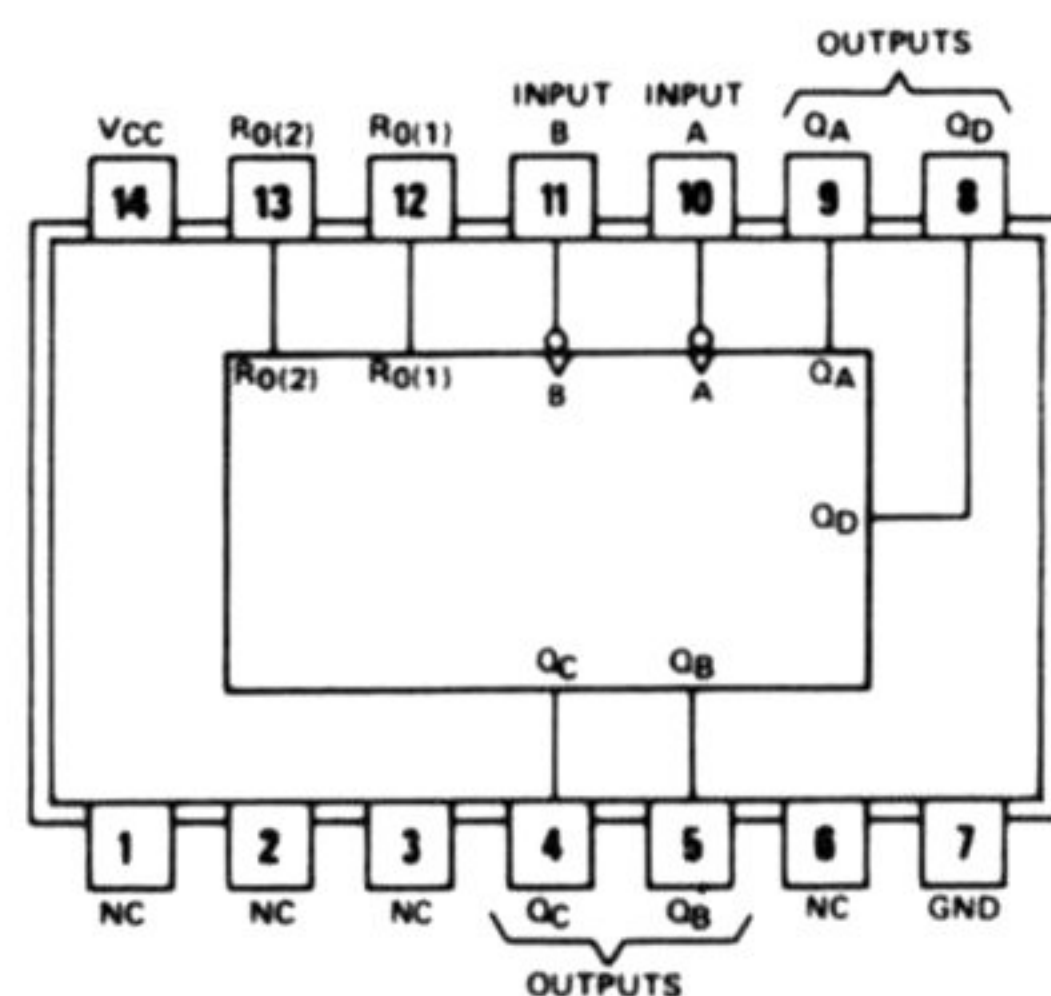 OUTPUTS
INPUT INPUT
VCC R0(2) R0(1) B A QA QD
14 13 12 11 10 9 8
R0(2) R0(1) B A QA
QD
QC QB
1 2 3 4 5 6 7
NC NC NC QC QB NC GND
OUTPUTS